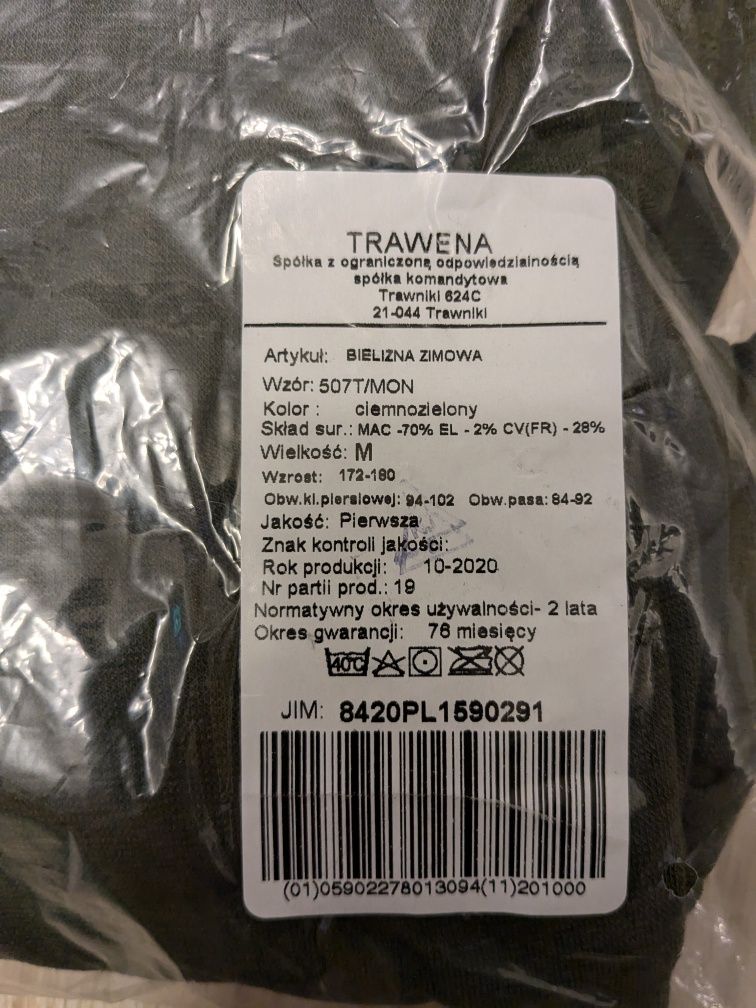 TRAWENA
Spółka z ograniczoną odpowiedzialnością
spółka komandytowa
Trawniki 624C
21-044 Trawniki
Artykuł: BIELIZNA ZIMOWA
Wzór: 507T/MON
Kolor : ciemnozielony
Skład sur.: MAC -70% EL - 2% CV(FR) - 28%
Wielkość: M
Wzrost: 172-180
Obw.kl.piersiowej: 94-102 Obw.pasa: 84-92
Jakość: Pierwsza
Znak kontroli jakości:
Rok produkcji: 10-2020
Nr partii prod.: 19
Normatywny okres używalności- 2 lata
Okres gwarancji: 76 miesięcy
40°C
JIM: 8420PL1590291
(01)05902278013094(11)201000